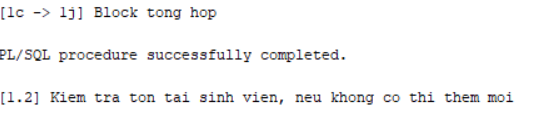 [1c -> 1j] Block tong hop
PL/SQL procedure successfully completed.
[1.2] Kiem tra ton tai sinh vien, neu khong co thi them moi